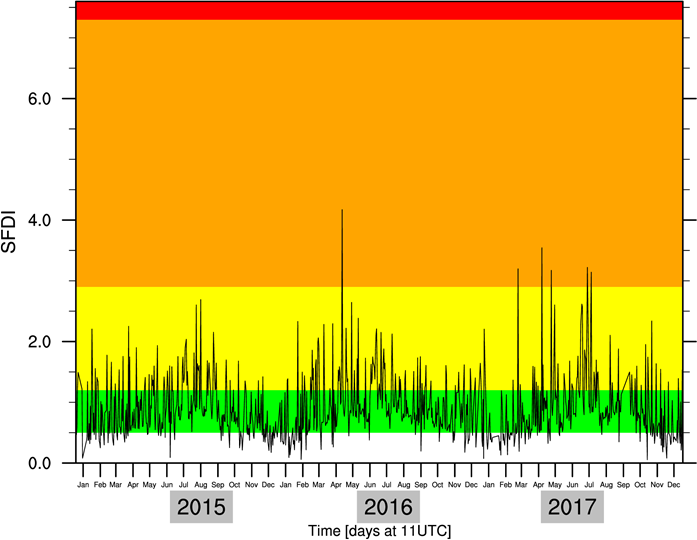 6.0
4.0
2.0
0.0
SFDI
Jan Feb Mar Apr May Jun Jul Aug Sep Oct Nov Dec Jan Feb Mar Apr May Jun Jul Aug Sep Oct Nov Dec Jan Feb Mar Apr May Jun Jul Aug Sep Oct Nov Dec
2015 2016 2017
Time [days at 11UTC]